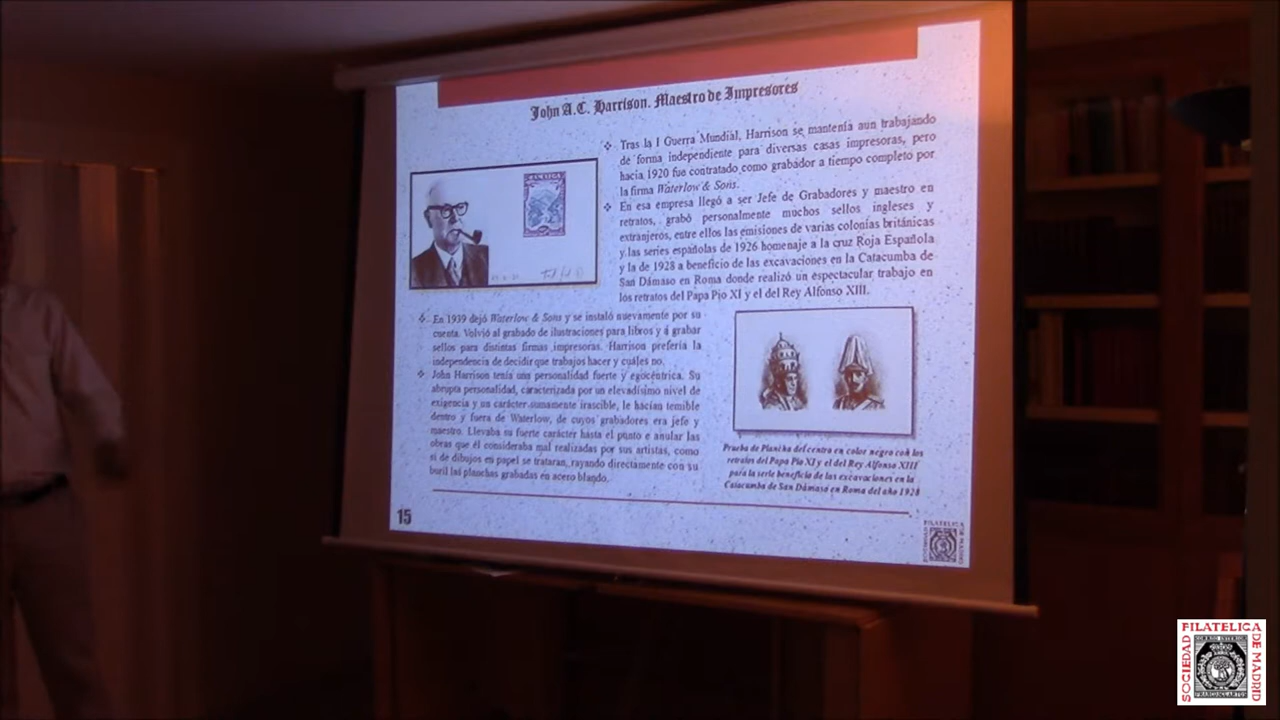 John A.C. Harrison. Maestro de Impresores
Tras la I Guerra Mundial, Harrison se mantenía aun trabajando
de forma independiente para diversas casas impresoras, pero
hacia 1920 fue contratado como grabador a tiempo completo por
la firma Waterlow & Sons.
En esa empresa llegó a ser Jefe de Grabadores y maestro en
retratos, grabó personalmente muchos sellos ingleses y
extranjeros, entre ellos las emisiones de varias colonias británicas
y las series españolas de 1926 homenaje a la cruz Roja Española
y la de 1928 a beneficio de las excavaciones en la Catacumba de
San Dámaso en Roma donde realizó un espectacular trabajo en
los retratos del Papa Pio XI y el del Rey Alfonso XIII.
En 1939 dejó Waterlow & Sons y se instaló nuevamente por su
cuenta. Volvió al grabado de ilustraciones para libros y á grabar
sellos para distintas firmas impresoras. Harrison prefería la
independencia de decidir que trabajos hacer y cuáles no.
John Harrison tenía una personalidad fuerte y egocéntrica. Su
abrupta personalidad, caracterizada por un elevadísimo nivel de
exigencia y un carácter sumamente irascible, le hacían temible
dentro y fuera de Waterlow, de cuyos grabadores era jefe y
maestro. Llevaba su fuerte carácter hasta el punto e anular las
obras que él consideraba mal realizadas por sus artistas, como
si de dibujos en papel se trataran, rayando directamente con su
buril las planchas grabadas en acero blando.
Prueba de Plancha del centro en color negro con los
retratos del Papa Pio XI y el del Rey Alfonso XIII
para la serie beneficio de las excavaciones en la
Catacumba de San Dámaso en Roma del año 1928
15
SOCIEDAD
FILATELICA
DE MADRID
SOCIEDAD
FILATELICA
DE MADRID
CORREO INTERIOR
FRANCO.CUARTOS